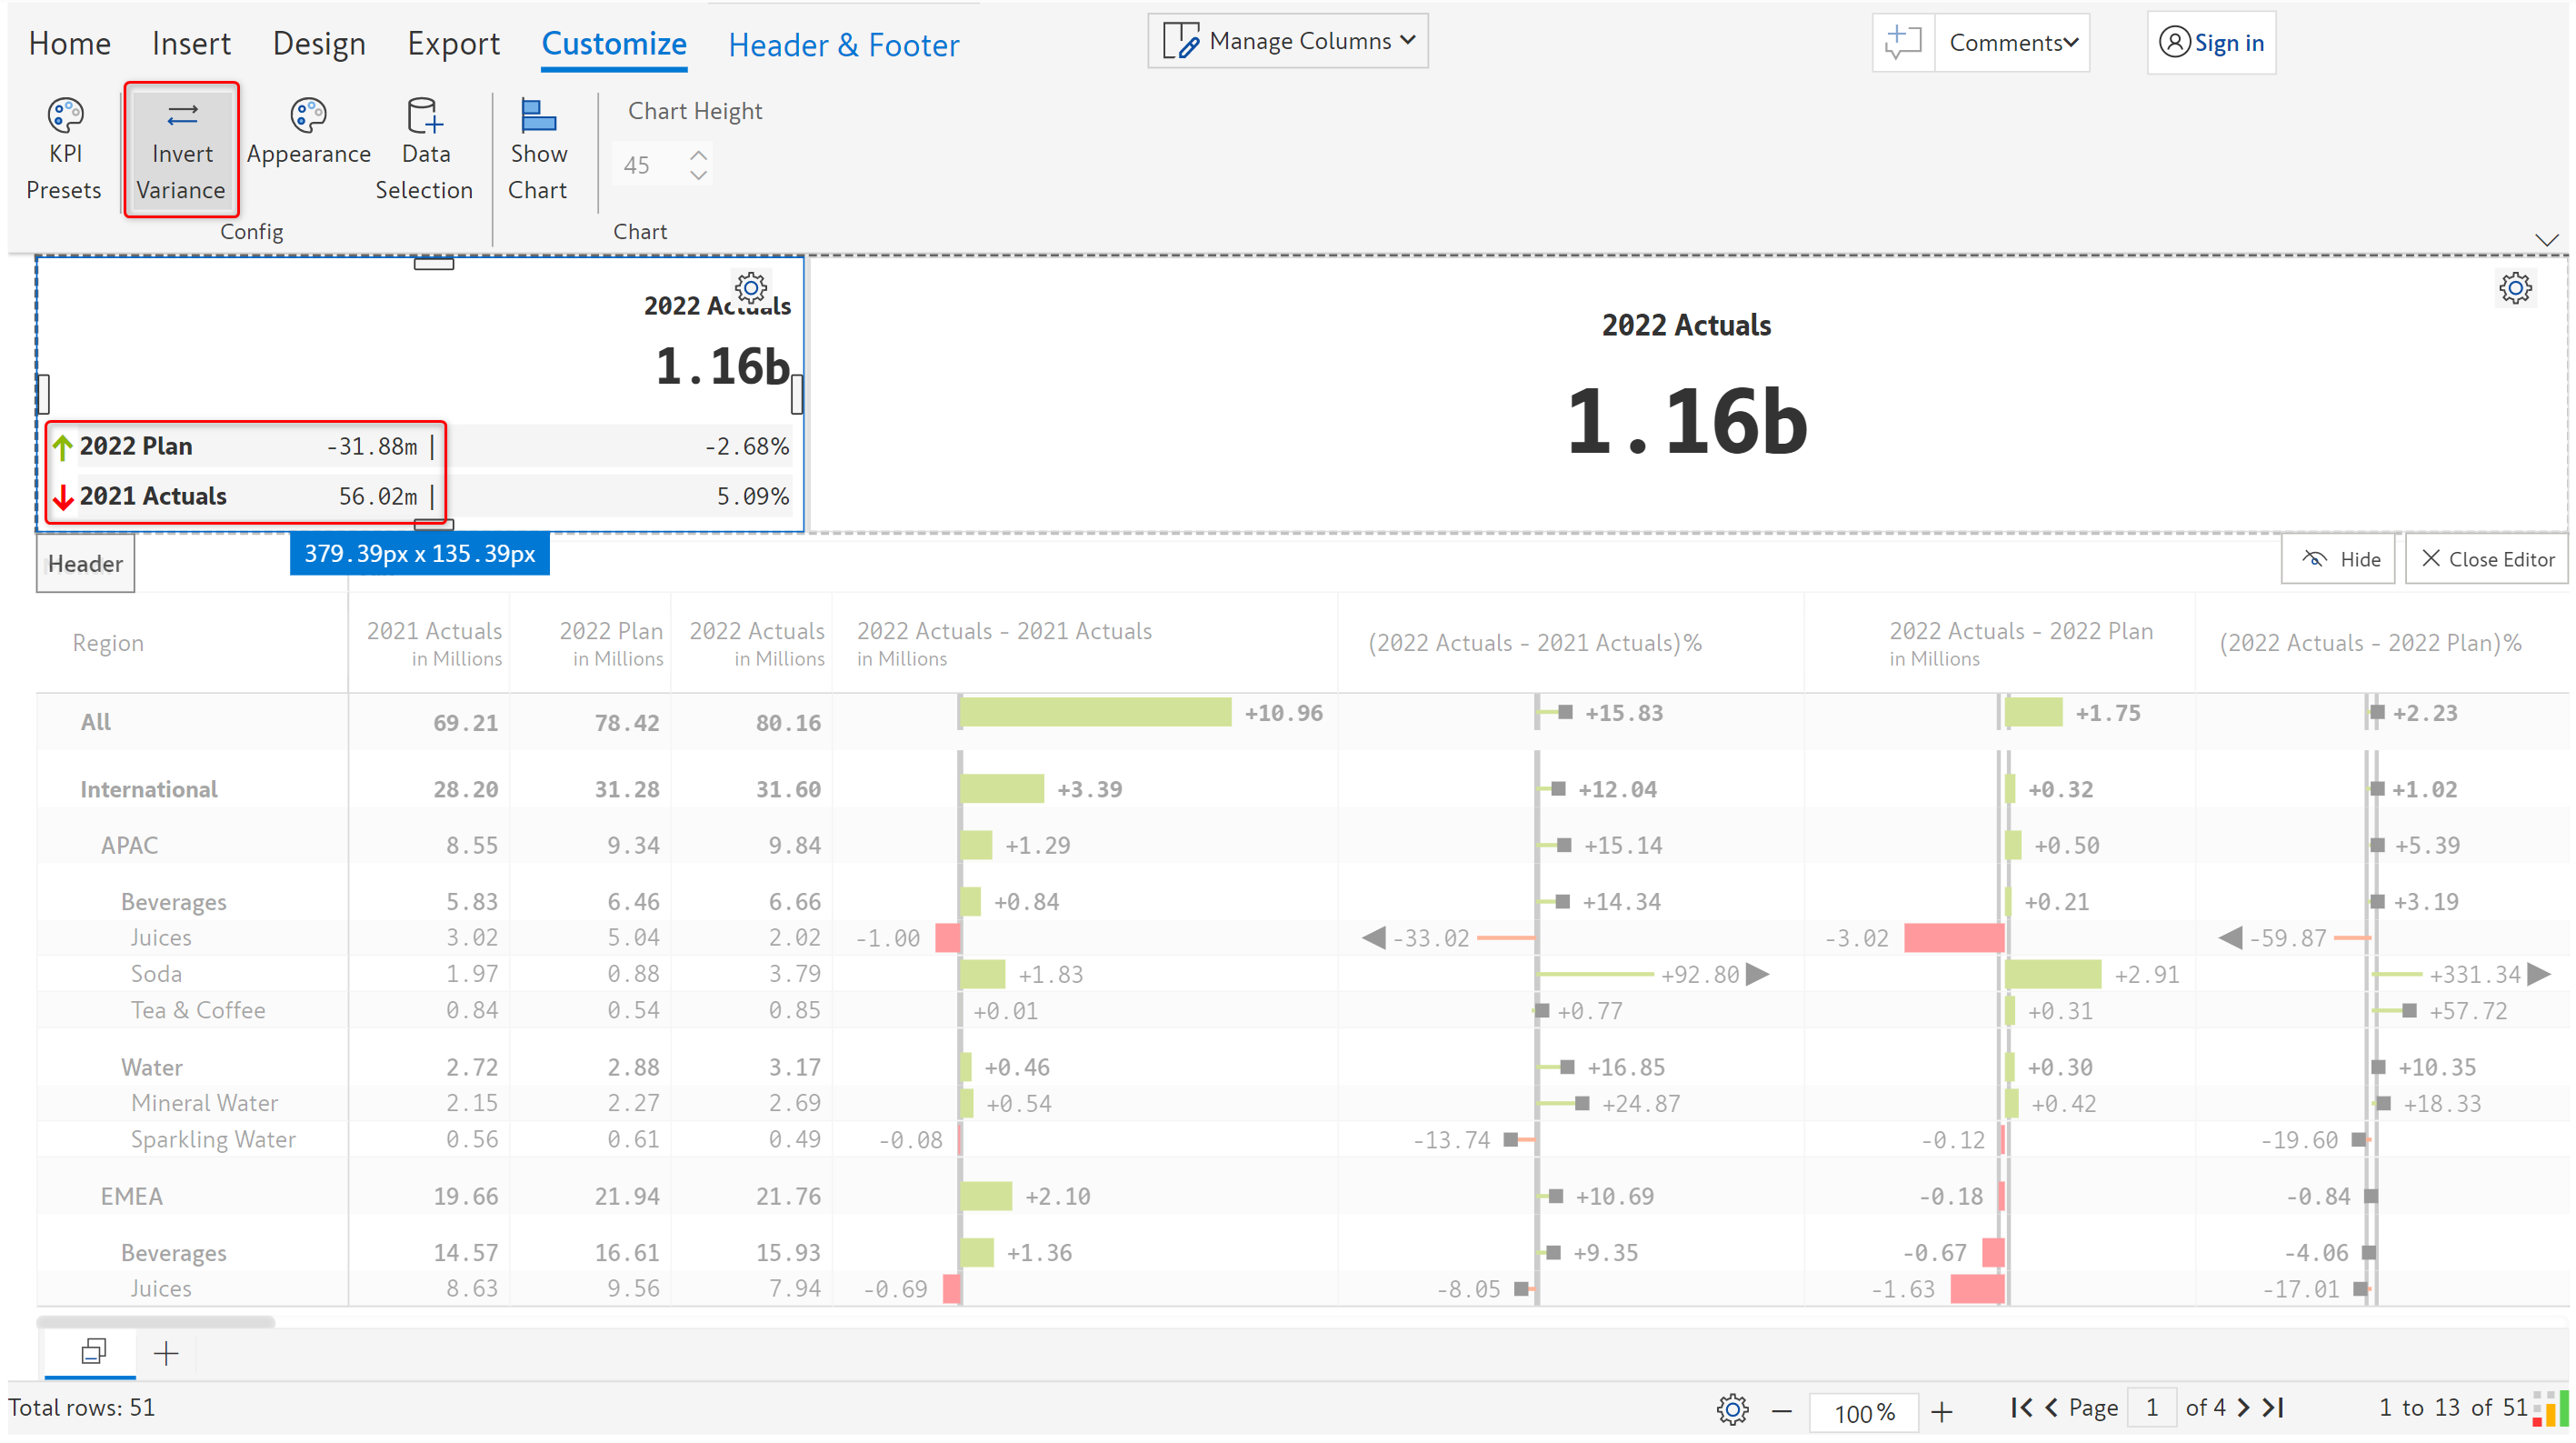 Home Insert Design Export Customize Header & Footer Manage Columns Comments Sign in
KPI Presets
Invert Variance
Appearance
Data Selection
Show Chart
Chart Height
45
Config
Chart
2022 Actuals
1.16b
2022 Plan -31.88m | -2.68%
2021 Actuals 56.02m | 5.09%
2022 Actuals
1.16b
Header
379.39px x 135.39px
Hide
Close Editor
Region
2021 Actuals in Millions
2022 Plan in Millions
2022 Actuals in Millions
2022 Actuals - 2021 Actuals in Millions
(2022 Actuals - 2021 Actuals)%
2022 Actuals - 2022 Plan in Millions
(2022 Actuals - 2022 Plan)%
All 69.21 78.42 80.16 +10.96 +15.83 +1.75 +2.23
International 28.20 31.28 31.60 +3.39 +12.04 +0.32 +1.02
APAC 8.55 9.34 9.84 +1.29 +15.14 +0.50 +5.39
Beverages 5.83 6.46 6.66 +0.84 +14.34 +0.21 +3.19
Juices 3.02 5.04 2.02 -1.00 -33.02 -3.02 -59.87
Soda 1.97 0.88 3.79 +1.83 +92.80 +2.91 +331.34
Tea & Coffee 0.84 0.54 0.85 +0.01 +0.77 +0.31 +57.72
Water 2.72 2.88 3.17 +0.46 +16.85 +0.30 +10.35
Mineral Water 2.15 2.27 2.69 +0.54 +24.87 +0.42 +18.33
Sparkling Water 0.56 0.61 0.49 -0.08 -13.74 -0.12 -19.60
EMEA 19.66 21.94 21.76 +2.10 +10.69 -0.18 -0.84
Beverages 14.57 16.61 15.93 +1.36 +9.35 -0.67 -4.06
Juices 8.63 9.56 7.94 -0.69 -8.05 -1.63 -17.01
Total rows: 51 100% Page 1 of 4 1 to 13 of 51